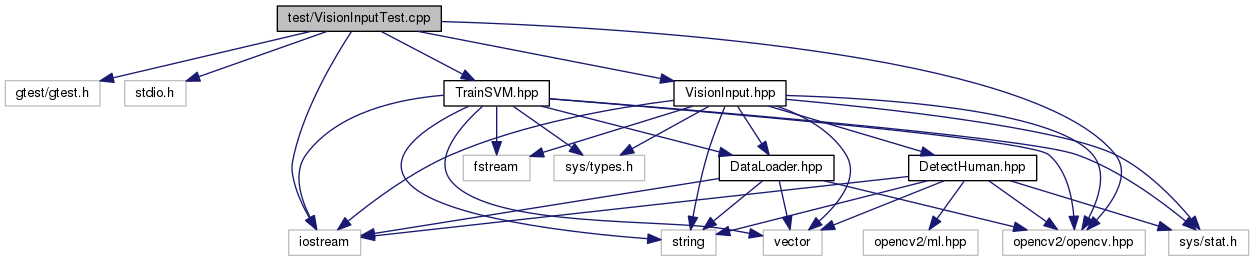 test/VisionInputTest.cpp
gtest/gtest.h
stdio.h
TrainSVM.hpp
VisionInput.hpp
fstream
sys/types.h
DataLoader.hpp
DetectHuman.hpp
iostream
string
vector
opencv2/ml.hpp
opencv2/opencv.hpp
sys/stat.h